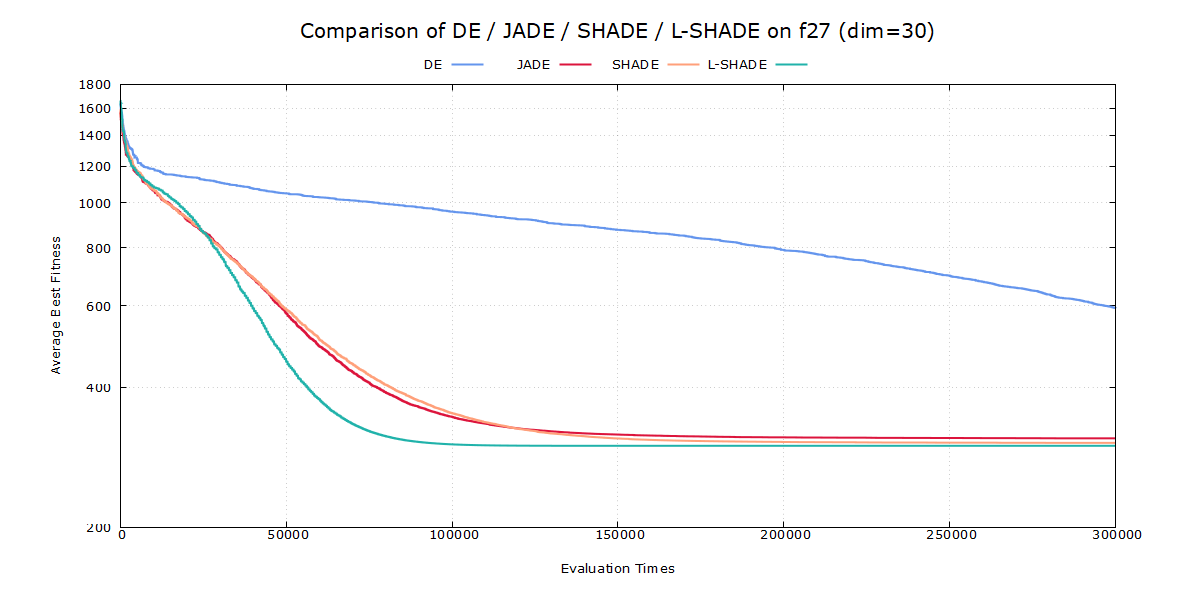 Comparison of DE / JADE / SHADE / L-SHADE on f27 (dim=30)
DE JADE SHADE L-SHADE
1800
1600
1400
1200
1000
800
600
400
200
Average Best Fitness
0 50000 100000 150000 200000 250000 300000
Evaluation Times